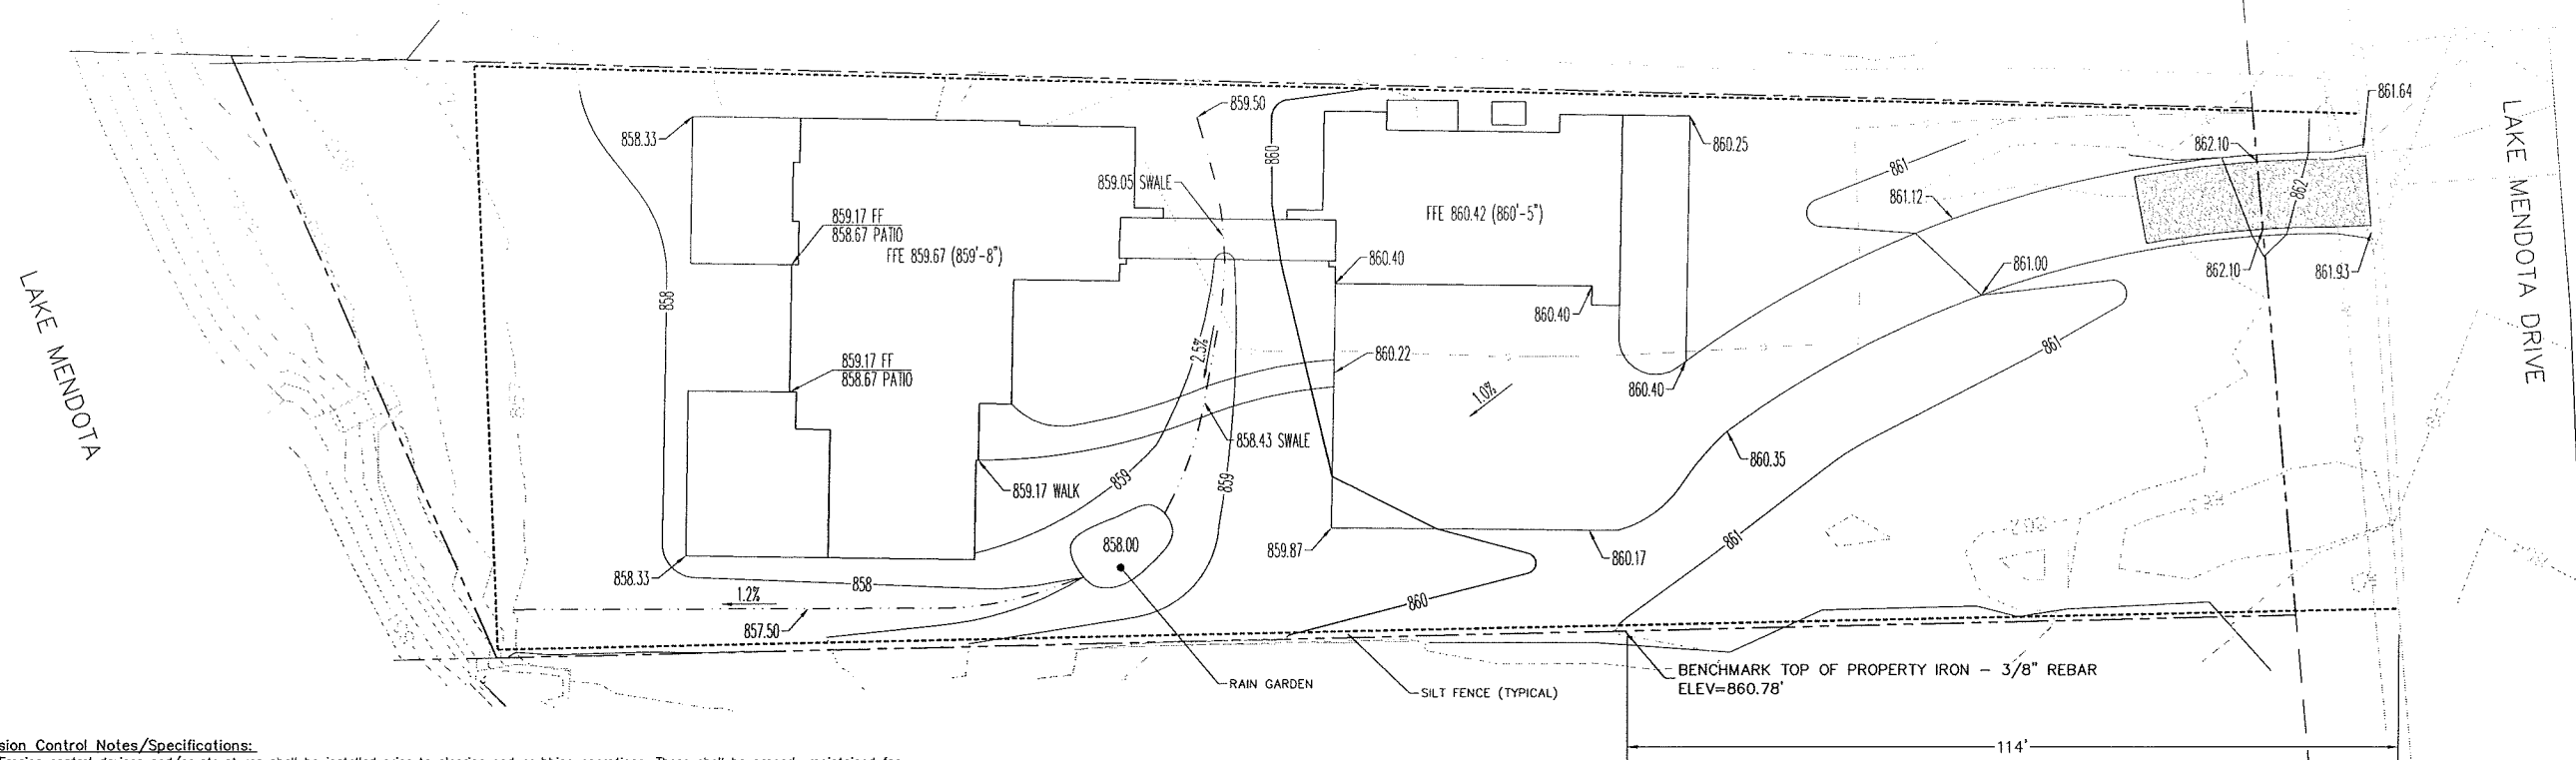 LAKE MENDOTA
LAKE MENDOTA DRIVE
859.50
861.64
858.33
860
860.25
862.10
861
862
859.05 SWALE
861.12
859.17 FF
858.67 PATIO
FFE 859.67 (859'-8")
FFE 860.42 (860'-5")
860.40
861.00
862.10
861.93
858
860.40
2.5%
859.17 FF
858.67 PATIO
860.22
861
860.40
1.0%
858.43 SWALE
860.35
859
859
859.17 WALK
858.00
859.87
860.17
861
858.33
858
1.2%
857.50
860
RAIN GARDEN
SILT FENCE (TYPICAL)
BENCHMARK TOP OF PROPERTY IRON - 3/8" REBAR
ELEV=860.78'
114'
sion Control Notes/Specifications: